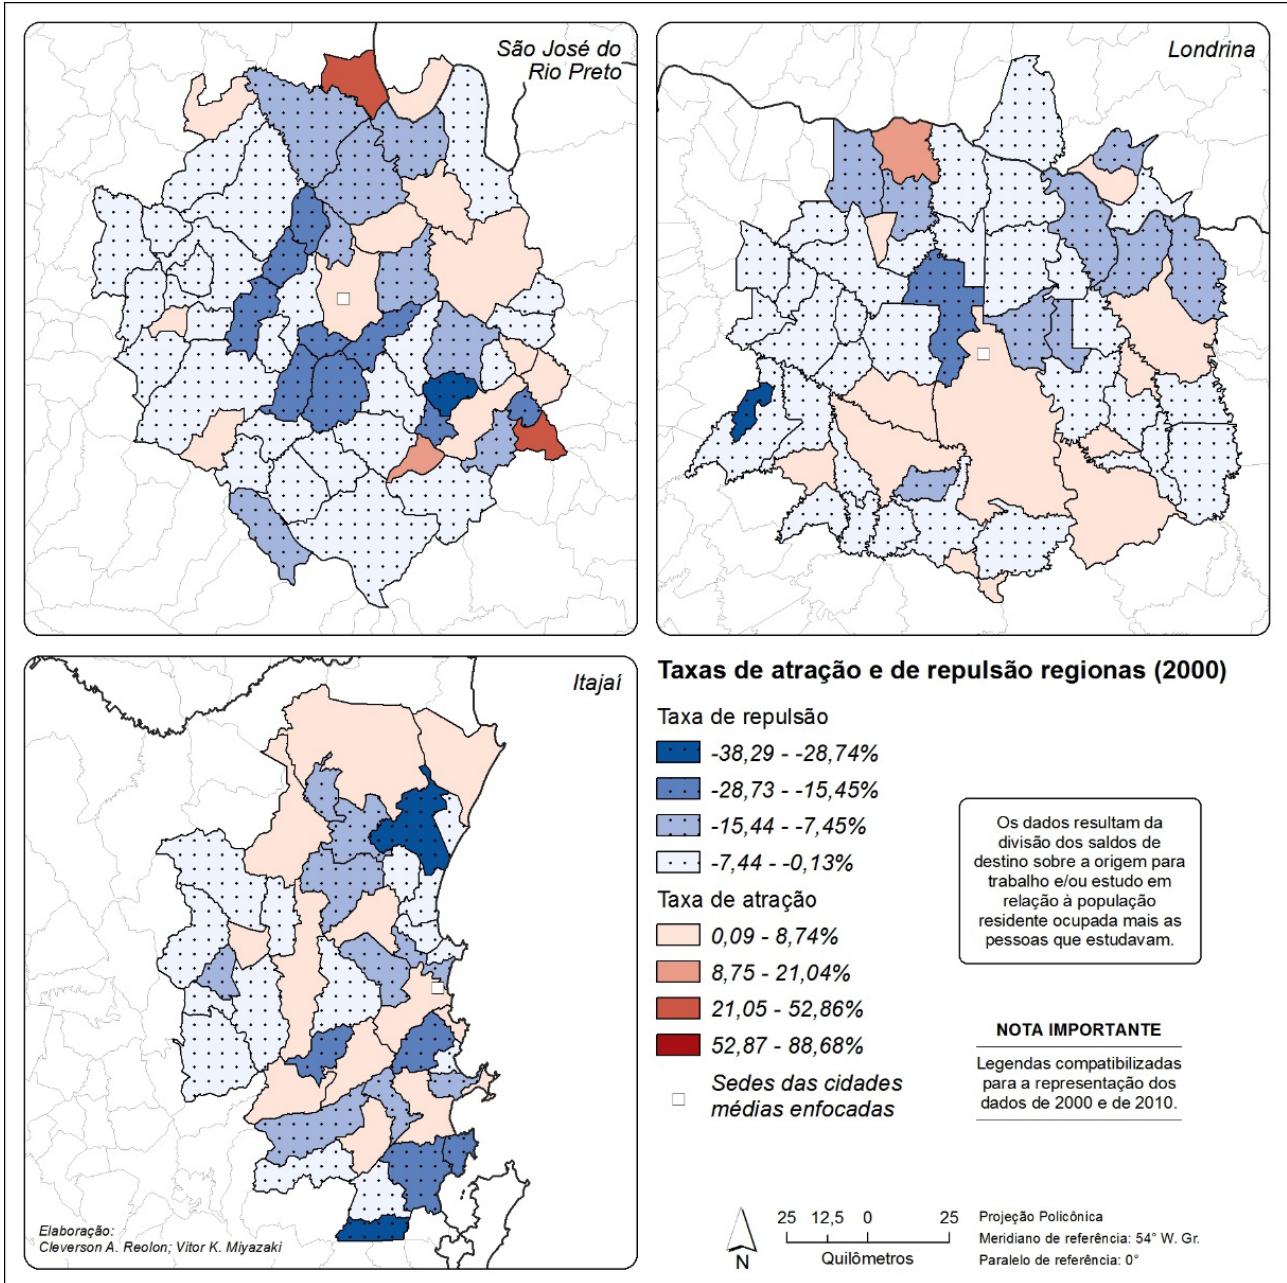 São José do
Rio Preto
Londrina
Itajaí
Elaboração:
Cleverson A. Reolon; Vitor K. Miyazaki
Taxas de atração e de repulsão regionas (2000)
Taxa de repulsão
-38,29 - -28,74%
-28,73 - -15,45%
-15,44 - -7,45%
-7,44 - -0,13%
Taxa de atração
0,09 - 8,74%
8,75 - 21,04%
21,05 - 52,86%
52,87 - 88,68%
Sedes das cidades
médias enfocadas
Os dados resultam da
divisão dos saldos de
destino sobre a origem para
trabalho e/ou estudo em
relação à população
residente ocupada mais as
pessoas que estudavam.
NOTA IMPORTANTE
Legendas compatibilizadas
para a representação dos
dados de 2000 e de 2010.
N
25 12,5 0 25
Quilômetros
Projeção Policônica
Meridiano de referência: 54° W. Gr.
Paralelo de referência: 0°